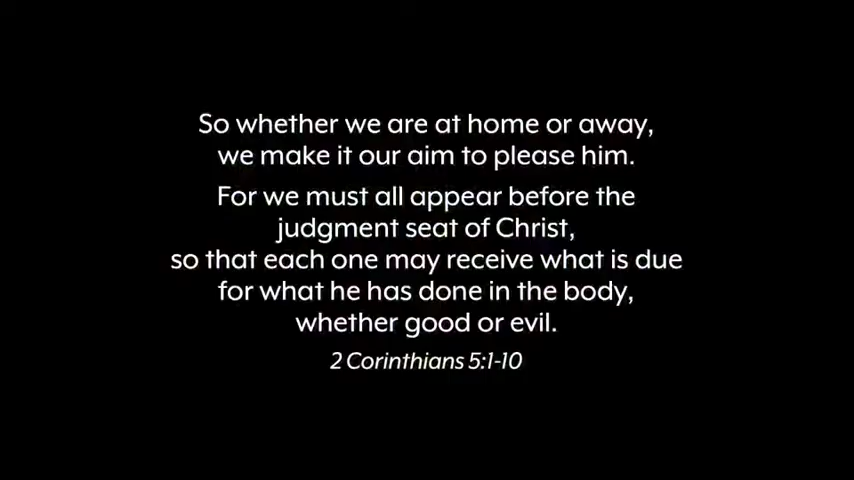 So whether we are at home or away,
we make it our aim to please him.
For we must all appear before the
judgment seat of Christ,
so that each one may receive what is due
for what he has done in the body,
whether good or evil.
2 Corinthians 5:1-10